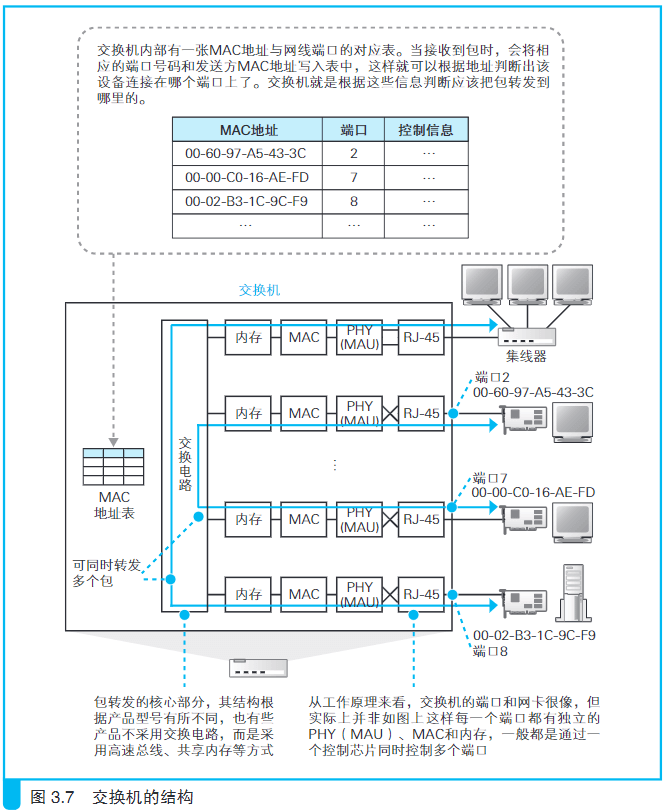 交换机内部有一张MAC地址与网线端口的对应表。当接收到包时，会将相
应的端口号码和发送方MAC地址写入表中，这样就可以根据地址判断出该
设备连接在哪个端口上了。交换机就是根据这些信息判断应该把包转发到
哪里的。
MAC地址 端口 控制信息
00-60-97-A5-43-3C 2 …
00-00-C0-16-AE-FD 7 …
00-02-B3-1C-9C-F9 8 …
… … …
交换机
内存 MAC PHY(MAU) RJ-45
集线器
端口2
00-60-97-A5-43-3C
内存 MAC PHY(MAU) RJ-45
交换电路
⋮
MAC
地址表
端口7
00-00-C0-16-AE-FD
内存 MAC PHY(MAU) RJ-45
可同时转发
多个包
内存 MAC PHY(MAU) RJ-45
00-02-B3-1C-9C-F9
端口8
包转发的核心部分，其结构根
据产品型号有所不同，也有些
产品不采用交换电路，而是采
用高速总线、共享内存等方式
从工作原理来看，交换机的端口和网卡很像，但
实际上并非如图上这样每一个端口都有独立的
PHY（MAU）、MAC和内存，一般都是通过一
个控制芯片同时控制多个端口
图 3.7 交换机的结构